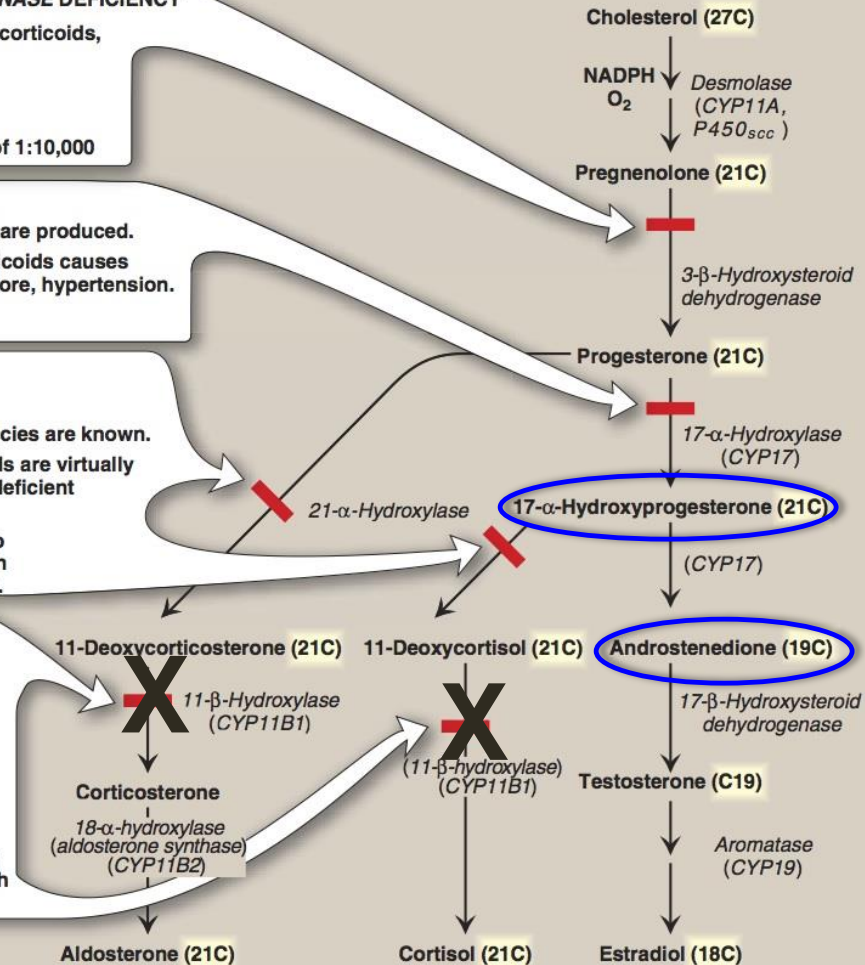 NASE DEFICIENCY
corticoids,
of 1:10,000
are produced.
coids causes
ore, hypertension.
cies are known.
ds are virtually
deficient
Cholesterol (27C)
NADPH
O2
Desmolase
(CYP11A,
P450scc )
Pregnenolone (21C)
3-β-Hydroxysteroid
dehydrogenase
Progesterone (21C)
17-α-Hydroxylase
(CYP17)
21-α-Hydroxylase
17-α-Hydroxyprogesterone (21C)
(CYP17)
11-Deoxycorticosterone (21C)
11-Deoxycortisol (21C)
Androstenedione (19C)
X
11-β-Hydroxylase
(CYP11B1)
X
(11-β-hydroxylase)
(CYP11B1)
17-β-Hydroxysteroid
dehydrogenase
Corticosterone
Testosterone (C19)
18-α-hydroxylase
(aldosterone synthase)
(CYP11B2)
Aromatase
(CYP19)
Aldosterone (21C)
Cortisol (21C)
Estradiol (18C)